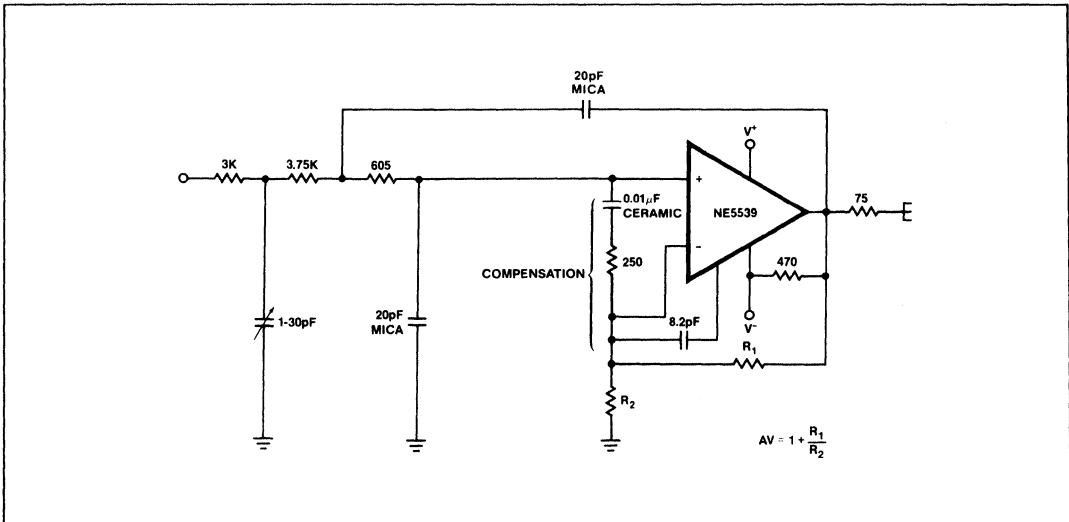 20pF
MICA
V+
3K
3.75K
605
+
0.01µF
CERAMIC
NE5539
75
−
COMPENSATION
250
470
1-30pF
20pF
MICA
8.2pF
V−
R1
R2
AV = 1 + R1
R2